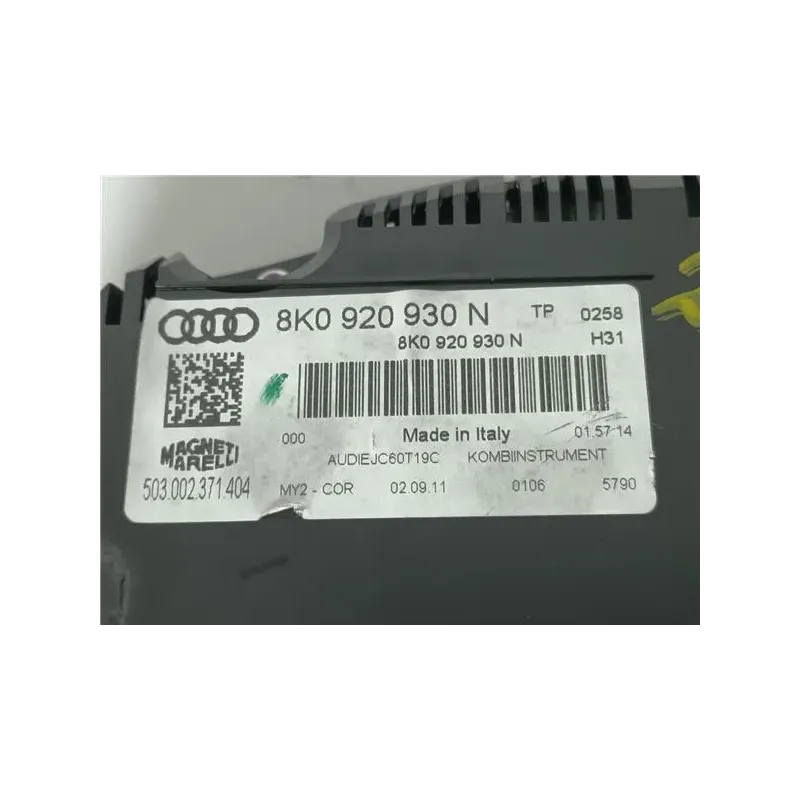 8K0 920 930 N TP 0258
8K0 920 930 N H31
000 Made in Italy 01.57 14
MAGNETI
MARELLI
AUDIEJC60T19C KOMBIINSTRUMENT
503.002.371.404 MY2 - COR 02.09.11 0106 5790